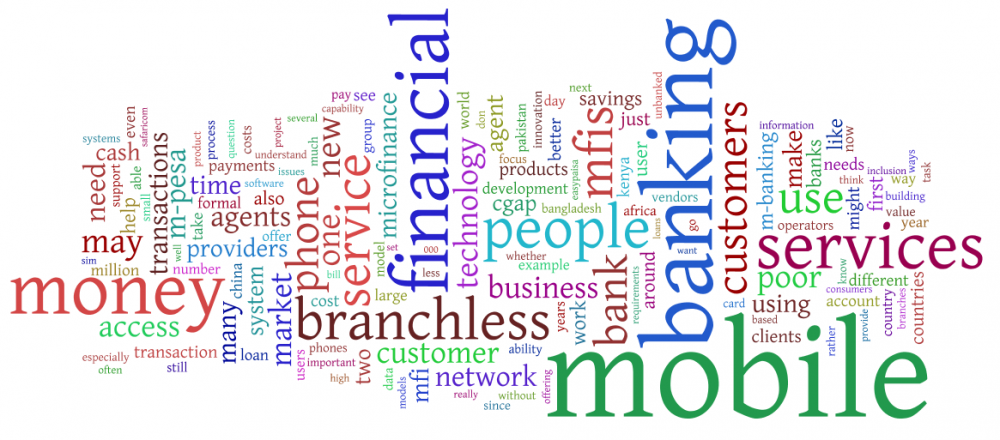 financial
banking
mobile
money
branchless
people
services
service
phone
mfis
use
customers
bank
business
technology
customer
network
poor
agents
providers
access
may
time
m-pesa
transactions
need
cash
even
safaricom
systems
support
help
able
small
product
process
question
costs
project
several
payments
understand
issues
software
formal
also
offer
sim
well
million
number
china
many
system
loan
market
transaction
still
especially
often
users
phones
important
high
cost
bill
one
new
much
capability
pay
see
group
microfinance
model
set
000
less
large
two
data
models
mfi
really
ability
without
since
offering
world
don
agent
cgap
development
products
focus
innovation
pakistan
next
day
better
savings
easypaisa
bangladesh
example
whether
years
work
just
user
kenya
africa
loans
around
requirements
unbanked
vendors
go
want
m-banking
information
make
banks
like
now
needs
might
think
first
inclusion
way
ways
building
task
value
year
operators
using
clients
card
based
know
consumers
account
different
country
branches
countries
rather
provide